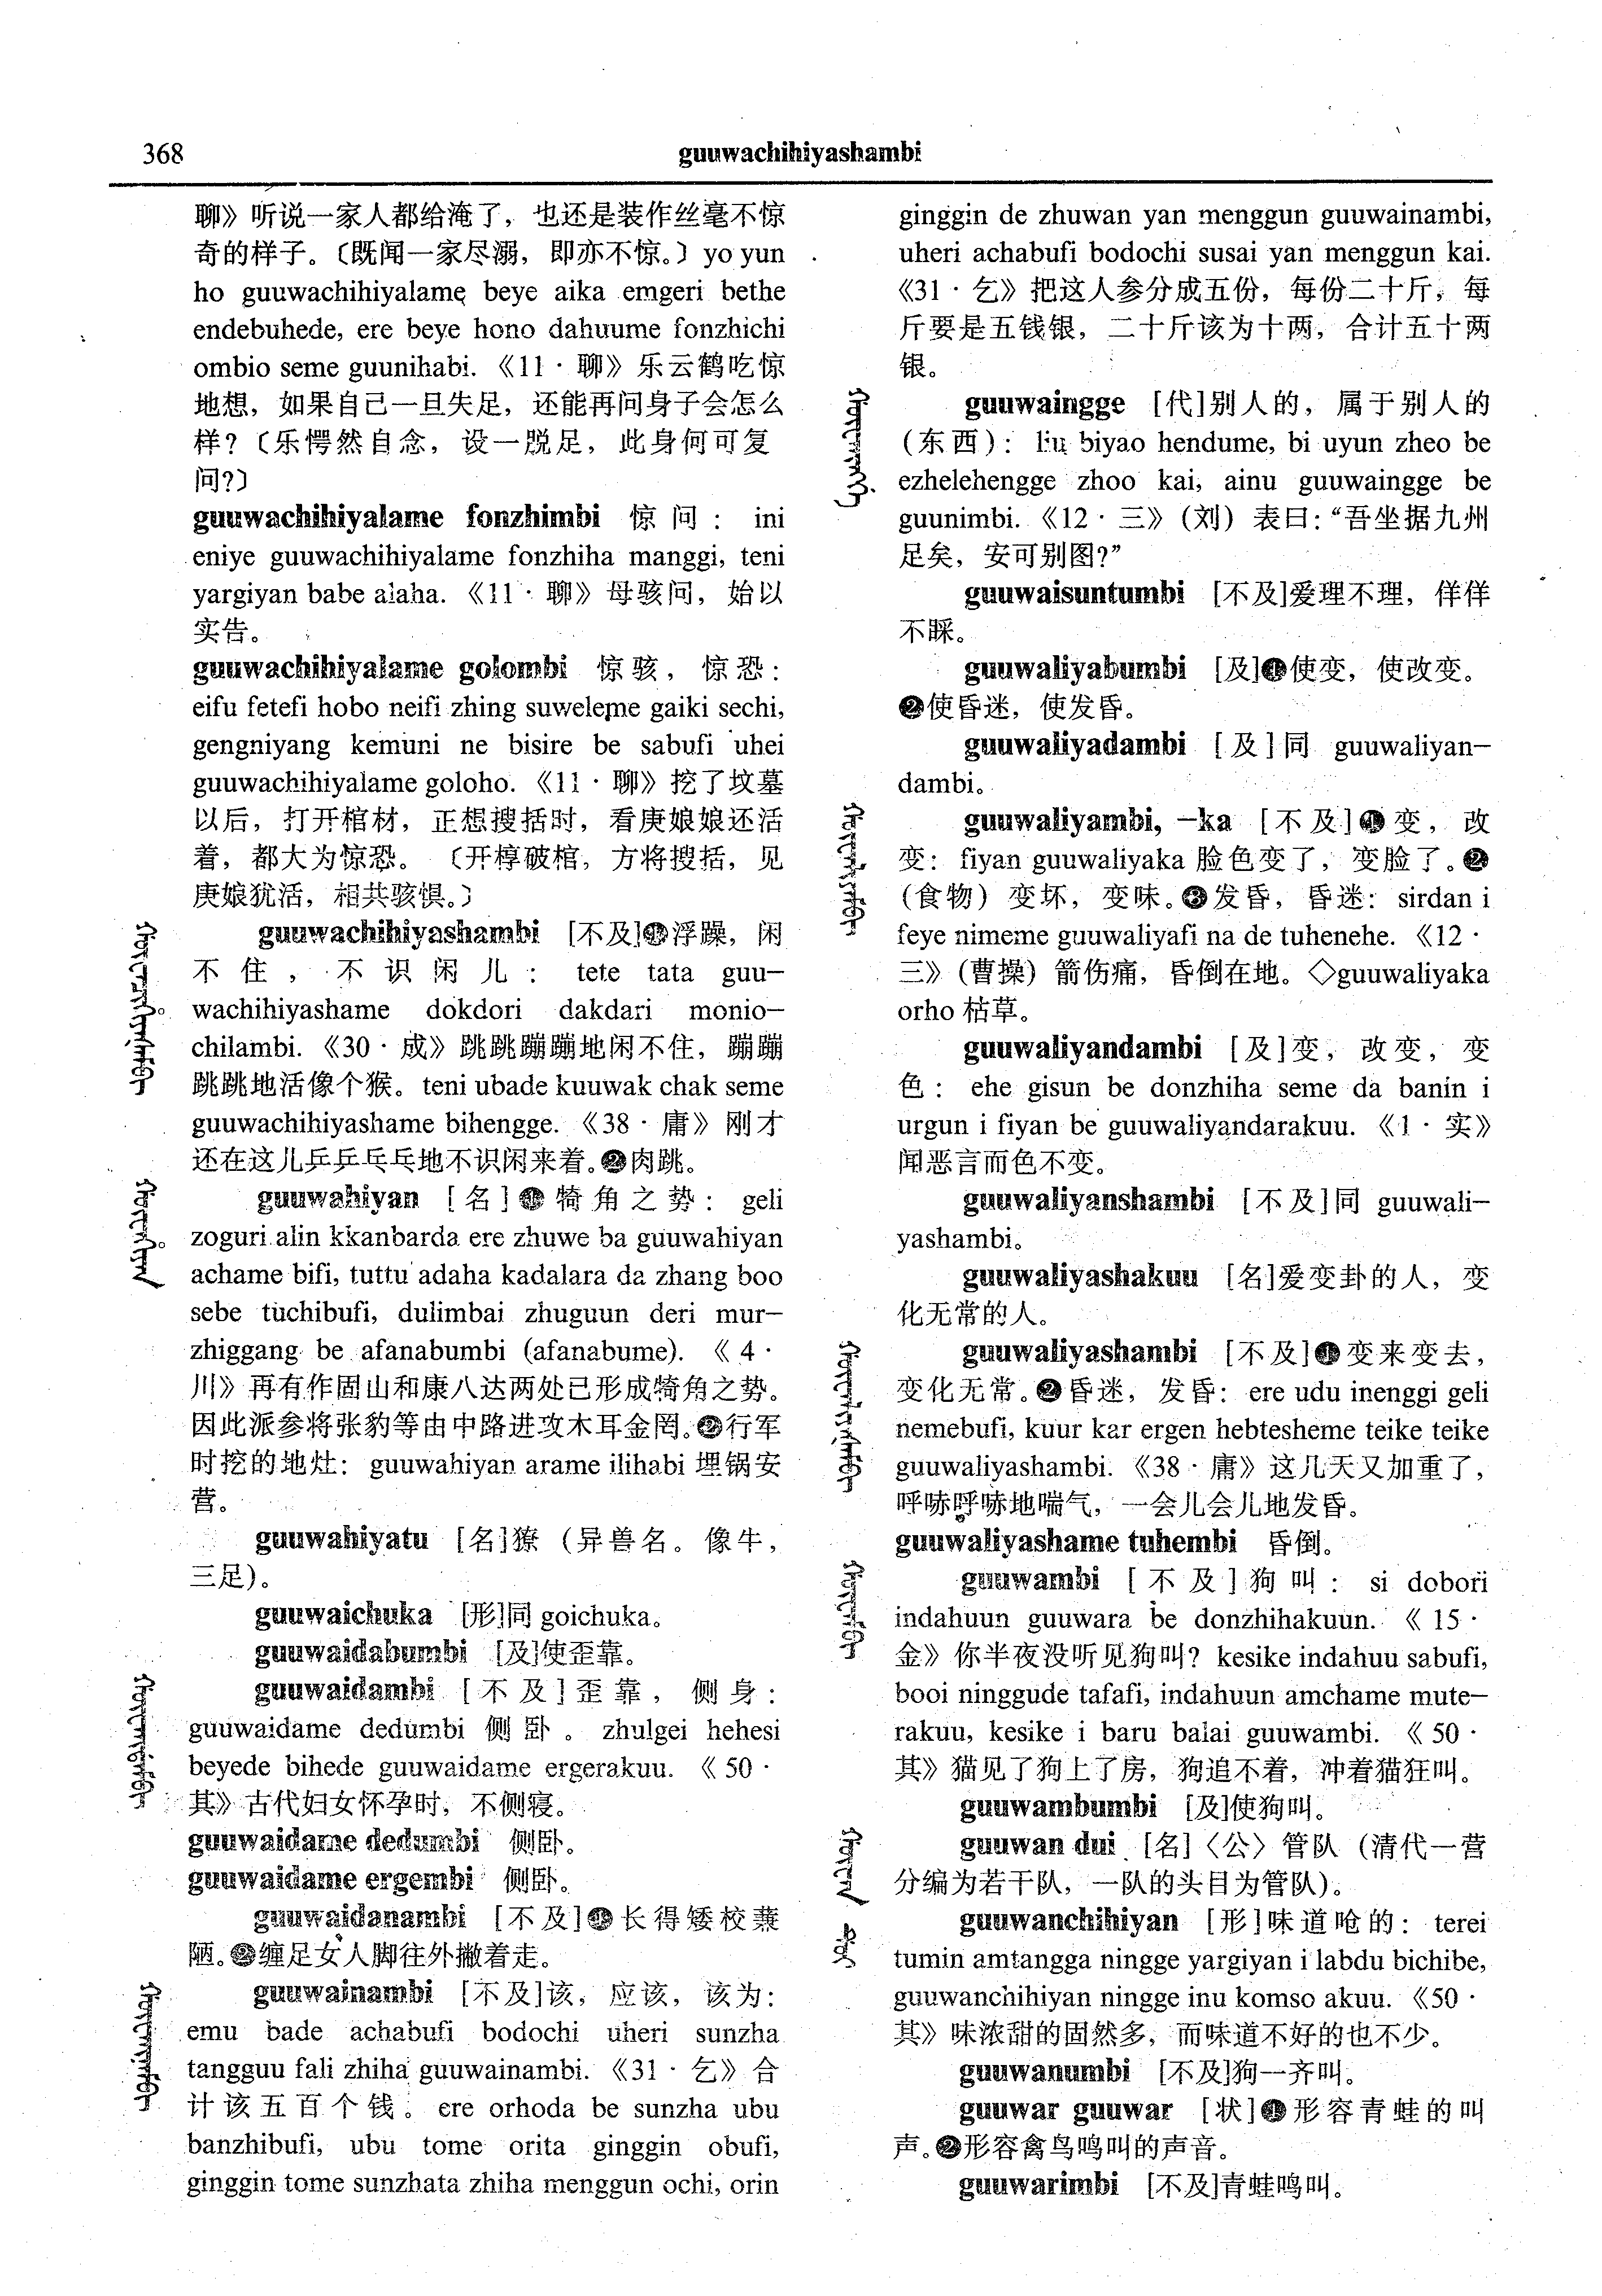 368
guuwachihiyashambi
聊》听说一家人都给淹了，也还是装作丝毫不惊
奇的样子。〔既闻一家尽溺，即亦不惊。〕yo yun
ho guuwachihiyalame beye aika emgeri bethe
endebuhede, ere beye hono dahuume fonzhichi
ombio seme guunihabi.《11·聊》乐云鹤吃惊
地想，如果自己一旦失足，还能再问身子会怎么
样？〔乐愕然自念，设一脱足，此身何可复
问？〕
guuwachihiyalame fonzhimbi 惊问：ini
eniye guuwachihiyalame fonzhiha manggi, teni
yargiyan babe alaha.《11·聊》母骇问，始以
实告。
guuwachihiyalame golombi 惊骇，惊恐：
eifu fetefi hobo neifi zhing suweleme gaiki sechi,
gengniyang kemuni ne bisire be sabufi uhei
guuwachihiyalame goloho.《11·聊》挖了坟墓
以后，打开棺材，正想搜括时，看庚娘娘还活
着，都大为惊恐。〔开椁破棺，方将搜括，见
庚娘犹活，相共骇惧。〕
guuwachihiyashambi [不及]❶浮躁，闲
不住，不识闲儿：tete tata guu—
wachihiyashame dokdori dakdari monio—
chilambi.《30·成》跳跳蹦蹦地闲不住，蹦蹦
跳跳地活像个猴。teni ubade kuuwak chak seme
guuwachihiyashame bihengge.《38·庸》刚才
还在这儿乒乒乓乓地不识闲来着。❷肉跳。
guuwahiyan [名]❶犄角之势：geli
zoguri alin kkanbarda ere zhuwe ba guuwahiyan
achame bifi, tuttu adaha kadalara da zhang boo
sebe tuchibufi, dulimbai zhuguun deri mur—
zhiggang be afanabumbi (afanabume).《4·
川》再有作固山和康八达两处已形成犄角之势。
因此派参将张豹等由中路进攻木耳金罔。❷行军
时挖的地灶：guuwahiyan arame ilihabi 埋锅安
营。
guuwahiyatu [名]獠（异兽名。像牛，
三足）。
guuwaichuka [形]同 goichuka。
guuwaidabumbi [及]使歪靠。
guuwaidambi [不及]歪靠，侧身：
guuwaidame dedumbi 侧卧。zhulgei hehesi
beyede bihede guuwaidame ergerakuu.《50·
其》古代妇女怀孕时，不侧寝。
guuwaidame dedumbi 侧卧。
guuwaidame ergembi 侧卧。
guuwaidanambi [不及]❶长得矮挍蕪
陋。❷缠足女人脚往外撇着走。
guuwainambi [不及]该，应该，该为：
emu bade achabufi bodochi uheri sunzha
tangguu fali zhiha guuwainambi.《31·乞》合
计该五百个钱。ere orhoda be sunzha ubu
banzhibufi, ubu tome orita ginggin obufi,
ginggin tome sunzhata zhiha menggun ochi, orin
ginggin de zhuwan yan menggun guuwainambi,
uheri achabufi bodochi susai yan menggun kai.
《31·乞》把这人参分成五份，每份二十斤，每
斤要是五钱银，二十斤该为十两，合计五十两
银。
guuwaingge [代]别人的，属于别人的
（东西）：liu biyao hendume, bi uyun zheo be
ezhelehengge zhoo kai, ainu guuwaingge be
guunimbi.《12·三》（刘）表曰：“吾坐据九州
足矣，安可别图？”
guuwaisuntumbi [不及]爱理不理，佯佯
不睬。
guuwaliyabumbi [及]❶使变，使改变。
❷使昏迷，使发昏。
guuwaliyadambi [及]同 guuwaliyan—
dambi。
guuwaliyambi, —ka [不及]❶变，改
变：fiyan guuwaliyaka 脸色变了，变脸了。❷
（食物）变坏，变味。❸发昏，昏迷：sirdan i
feye nimeme guuwaliyafi na de tuhenehe.《12·
三》（曹操）箭伤痛，昏倒在地。◇guuwaliyaka
orho 枯草。
guuwaliyandambi [及]变，改变，变
色：ehe gisun be donzhiha seme da banin i
urgun i fiyan be guuwaliyandarakuu.《1·实》
闻恶言而色不变。
guuwaliyanshambi [不及]同 guuwali—
yashambi。
guuwaliyashakuu [名]爱变卦的人，变
化无常的人。
guuwaliyashambi [不及]❶变来变去，
变化无常。❷昏迷，发昏：ere udu inenggi geli
nemebufi, kuur kar ergen hebtesheme teike teike
guuwaliyashambi.《38·庸》这几天又加重了，
呼哧呼哧地喘气，一会儿会儿地发昏。
guuwaliyashame tuhembi 昏倒。
guuwambi [不及]狗叫：si dobori
indahuun guuwara be donzhihakuun.《15·
金》你半夜没听见狗叫？kesike indahuu sabufi,
booi ninggude tafafi, indahuun amchame mute—
rakuu, kesike i baru balai guuwambi.《50·
其》猫见了狗上了房，狗追不着，冲着猫狂叫。
guuwambumbi [及]使狗叫。
guuwan dui [名]〈公〉管队（清代一营
分编为若干队，一队的头目为管队）。
guuwanchihiyan [形]味道呛的：terei
tumin amtangga ningge yargiyan i labdu bichibe,
guuwanchihiyan ningge inu komso akuu.《50·
其》味浓甜的固然多，而味道不好的也不少。
guuwanumbi [不及]狗一齐叫。
guuwar guuwar [状]❶形容青蛙的叫
声。❷形容禽鸟鸣叫的声音。
guuwarimbi [不及]青蛙鸣叫。